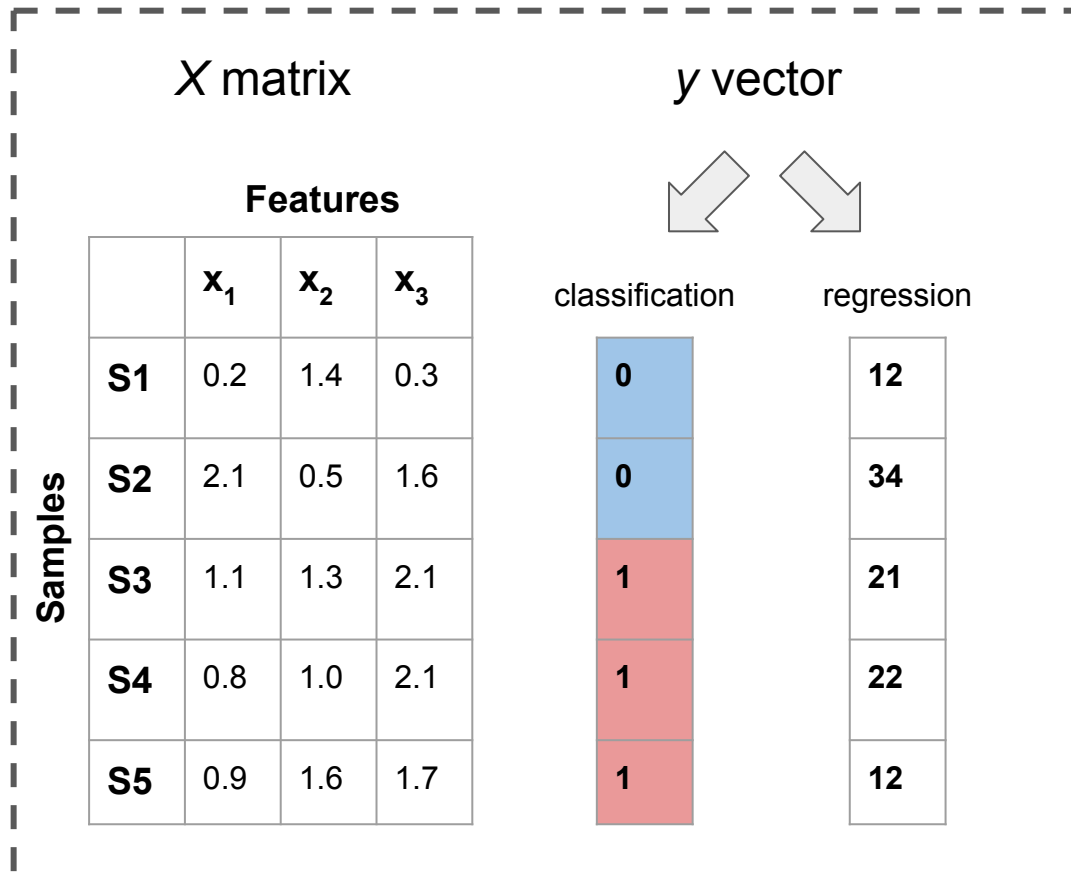 X matrix
y vector
Features
x1 x2 x3
classification
regression
Samples
S1 0.2 1.4 0.3 0 12
S2 2.1 0.5 1.6 0 34
S3 1.1 1.3 2.1 1 21
S4 0.8 1.0 2.1 1 22
S5 0.9 1.6 1.7 1 12